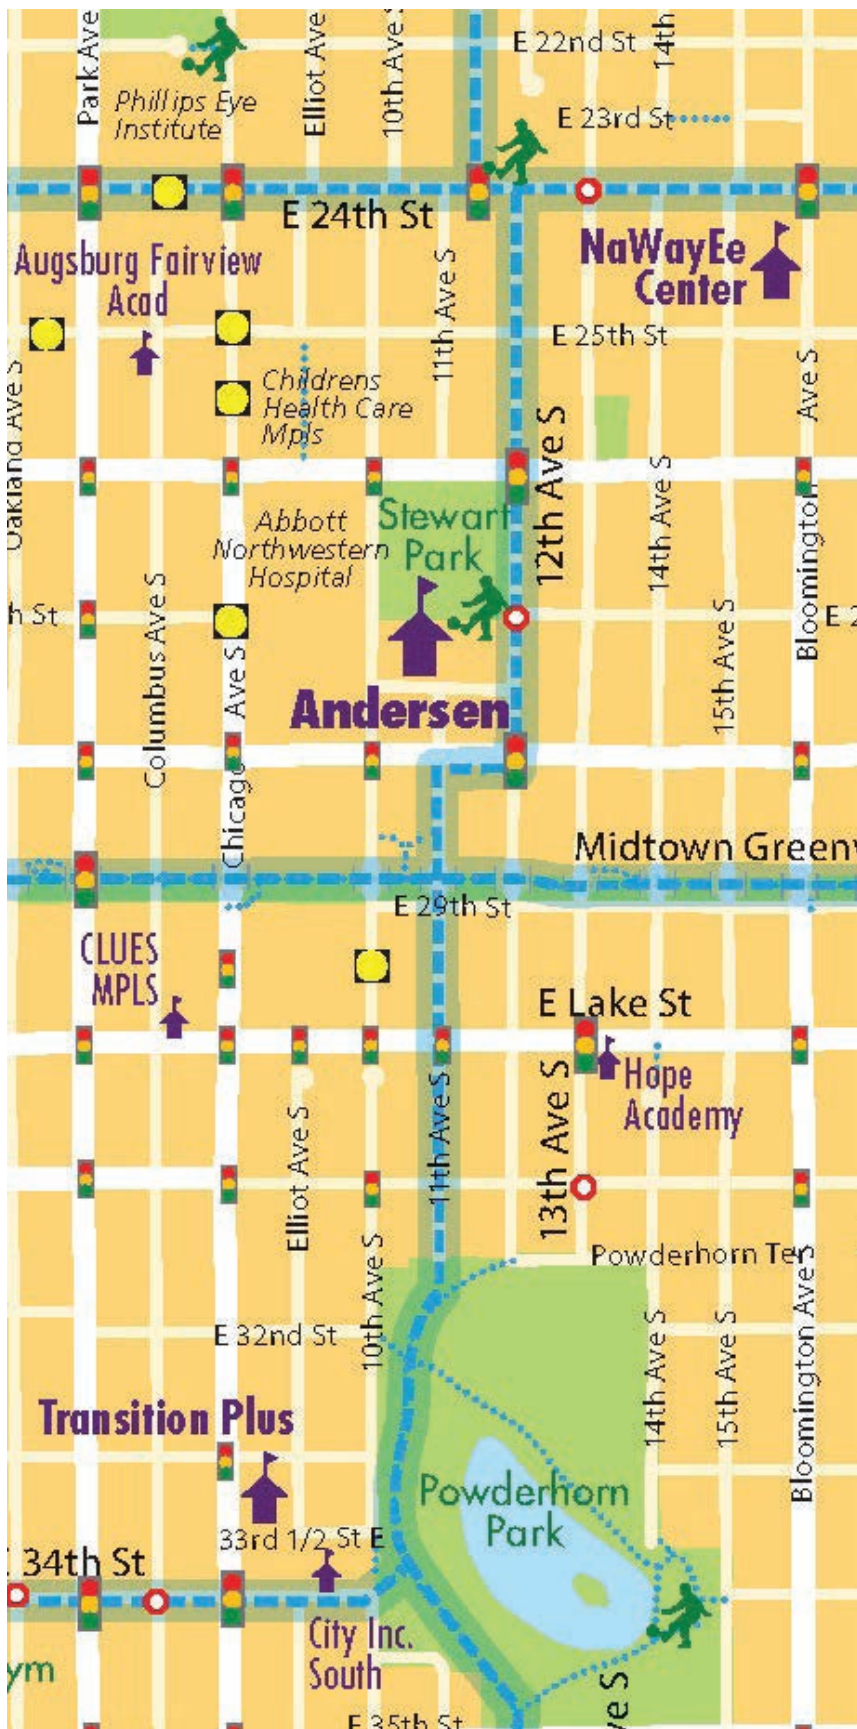 Park Ave
Elliot Ave
10th Ave S
E 22nd St
14th
Phillips Eye
Institute
E 23rd St
E 24th St
NaWayEe
Center
Augsburg Fairview
Acad
11th Ave S
E 25th St
Ave S
Childrens
Health Care
Mpls
Oakland Ave S
12th Ave S
14th Ave S
Bloomington
Abbott
Northwestern
Hospital
Stewart
Park
h St
E 2
Columbus Ave S
Chicago Ave S
15th Ave S
Andersen
Midtown Greenw
E 29th St
CLUES
MPLS
E Lake St
Hope
Academy
Elliot Ave S
11th Ave S
13th Ave S
Powderhorn Ter
10th Ave S
E 32nd St
14th Ave S
15th Ave S
Bloomington Ave S
Transition Plus
Powderhorn
Park
33rd 1/2 St E
34th St
City Inc.
South
ym
ve S
E 35th St